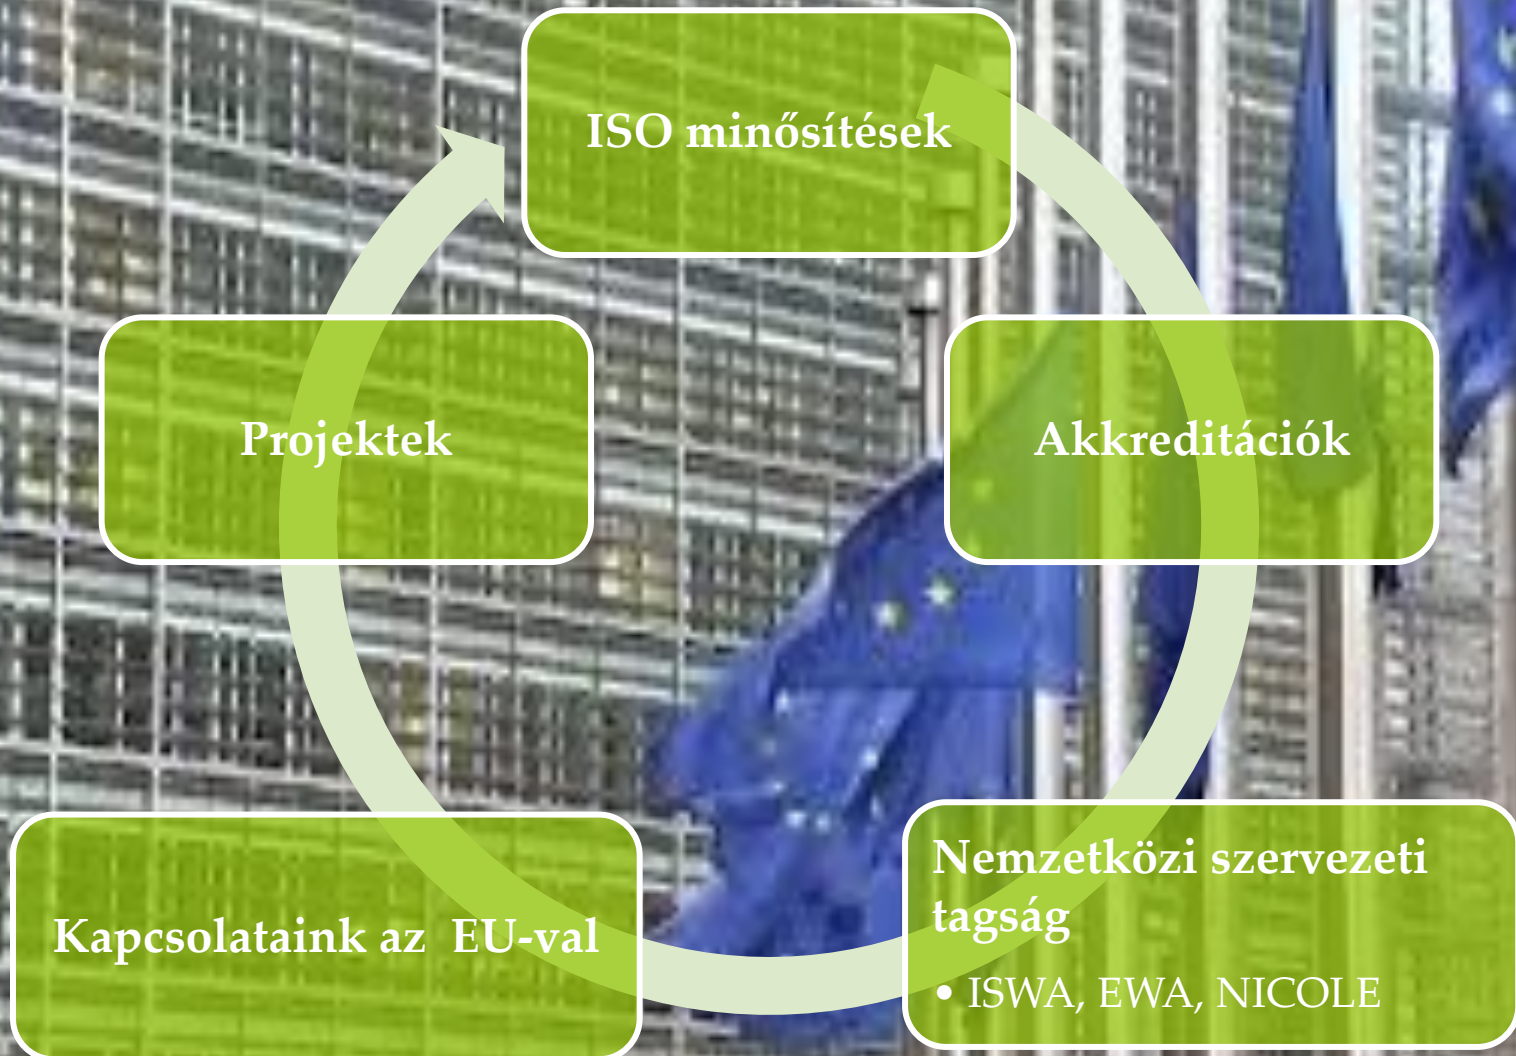 ISO minősítések
Akkreditációk
Nemzetközi szervezeti
tagság
• ISWA, EWA, NICOLE
Kapcsolataink az  EU-val
Projektek